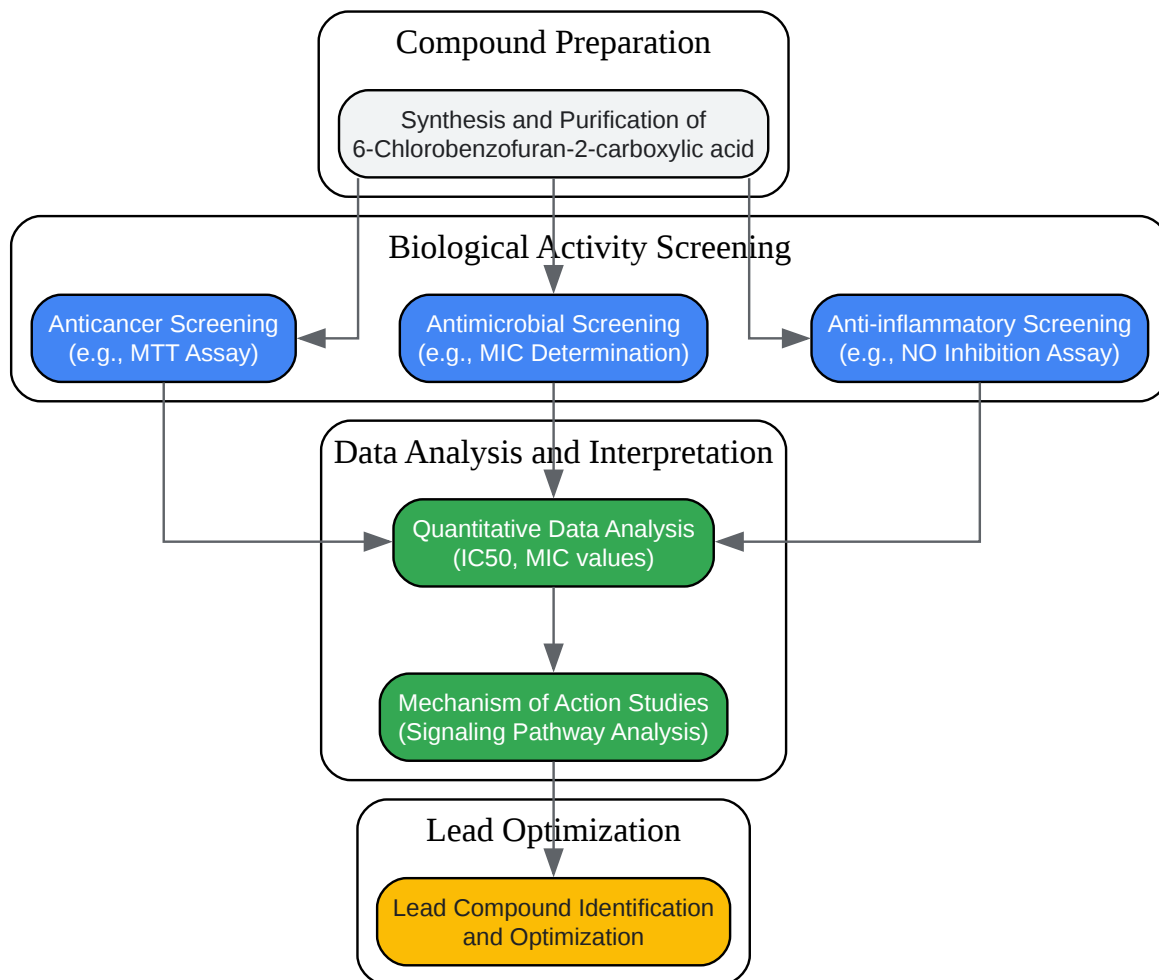 Compound Preparation
Synthesis and Purification of
6-Chlorobenzofuran-2-carboxylic acid
Biological Activity Screening
Anticancer Screening
(e.g., MTT Assay)
Antimicrobial Screening
(e.g., MIC Determination)
Anti-inflammatory Screening
(e.g., NO Inhibition Assay)
Data Analysis and Interpretation
Quantitative Data Analysis
(IC50, MIC values)
Mechanism of Action Studies
(Signaling Pathway Analysis)
Lead Optimization
Lead Compound Identification
and Optimization